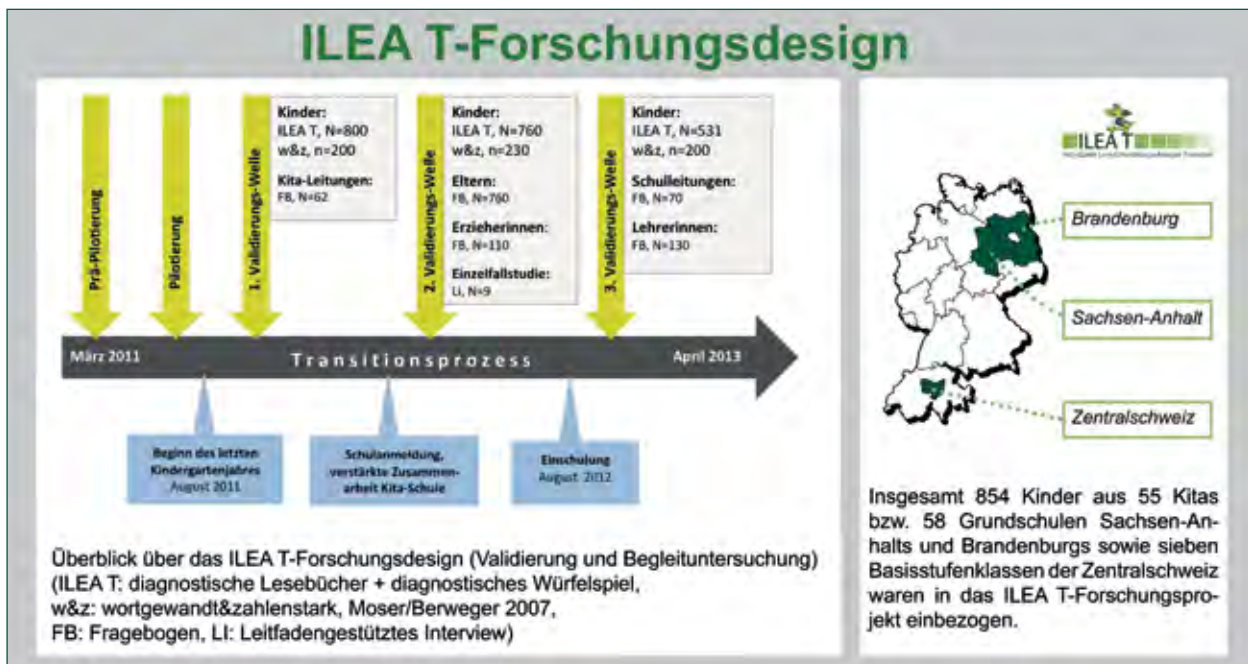 ILEA T-Forschungsdesign
Prä-Pilotierung
Pilotierung
1. Validierungs-Welle
Kinder:
ILEA T, N=800
w&z, n=200
Kita-Leitungen:
FB, N=62
2. Validierungs-Welle
Kinder:
ILEA T, N=760
w&z, n=230
Eltern:
FB, N=760
Erzieherinnen:
FB, N=110
Einzelfallstudie:
LI, N=9
3. Validierungs-Welle
Kinder:
ILEA T, N=531
w&z, n=200
Schulleitungen:
FB, N=70
Lehrerinnen:
FB, N=130
März 2011
Transitionsprozess
April 2013
Beginn des letzten
Kindergartenjahres
August 2011
Schulanmeldung,
verstärkte Zusammen-
arbeit Kita-Schule
Einschulung
August 2012
Überblick über das ILEA T-Forschungsdesign (Validierung und Begleituntersuchung)
(ILEA T: diagnostische Lesebücher + diagnostisches Würfelspiel,
w&z: wortgewandt&zahlenstark, Moser/Berweger 2007,
FB: Fragebogen, LI: Leitfadengestütztes Interview)
ILEA T
Brandenburg
Sachsen-Anhalt
Zentralschweiz
Insgesamt 854 Kinder aus 55 Kitas
bzw. 58 Grundschulen Sachsen-An-
halts und Brandenburgs sowie sieben
Basisstufenklassen der Zentralschweiz
waren in das ILEA T-Forschungspro-
jekt einbezogen.